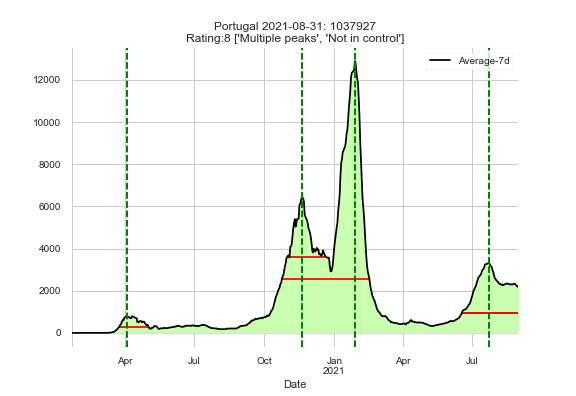 Portugal 2021-08-31: 1037927
Rating:8 ['Multiple peaks', 'Not in control']
Average-7d
12000
10000
8000
6000
4000
2000
0
Apr Jul Oct Jan Apr Jul
2021
Date